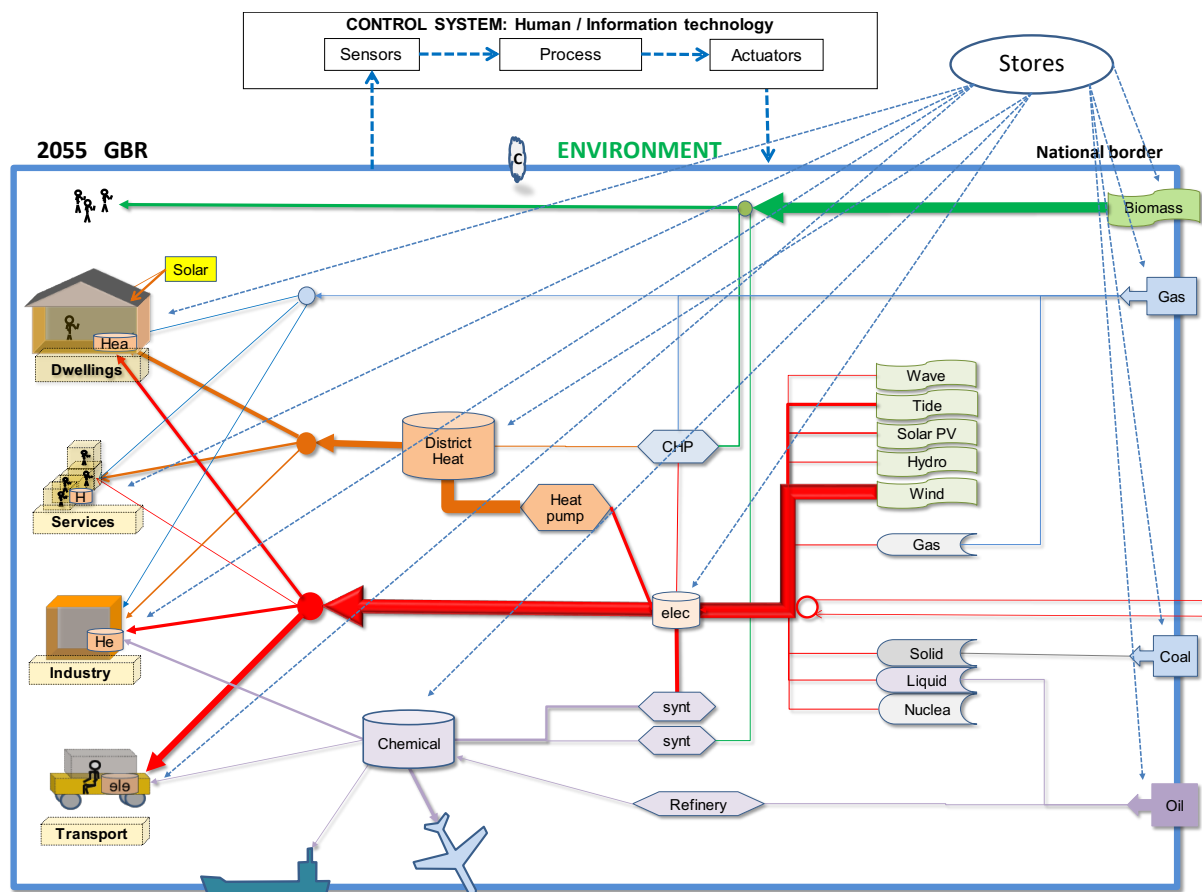 CONTROL SYSTEM: Human / Information technology
Sensors
Process
Actuators
Stores
2055 GBR
C
ENVIRONMENT
National border
Biomass
Solar
Gas
Hea
Dwellings
Wave
Tide
Solar PV
Hydro
Wind
District
Heat
CHP
H
Services
Heat
pump
Gas
elec
He
Industry
Solid
Liquid
Nuclea
Coal
synt
synt
Chemical
ele
Transport
Refinery
Oil